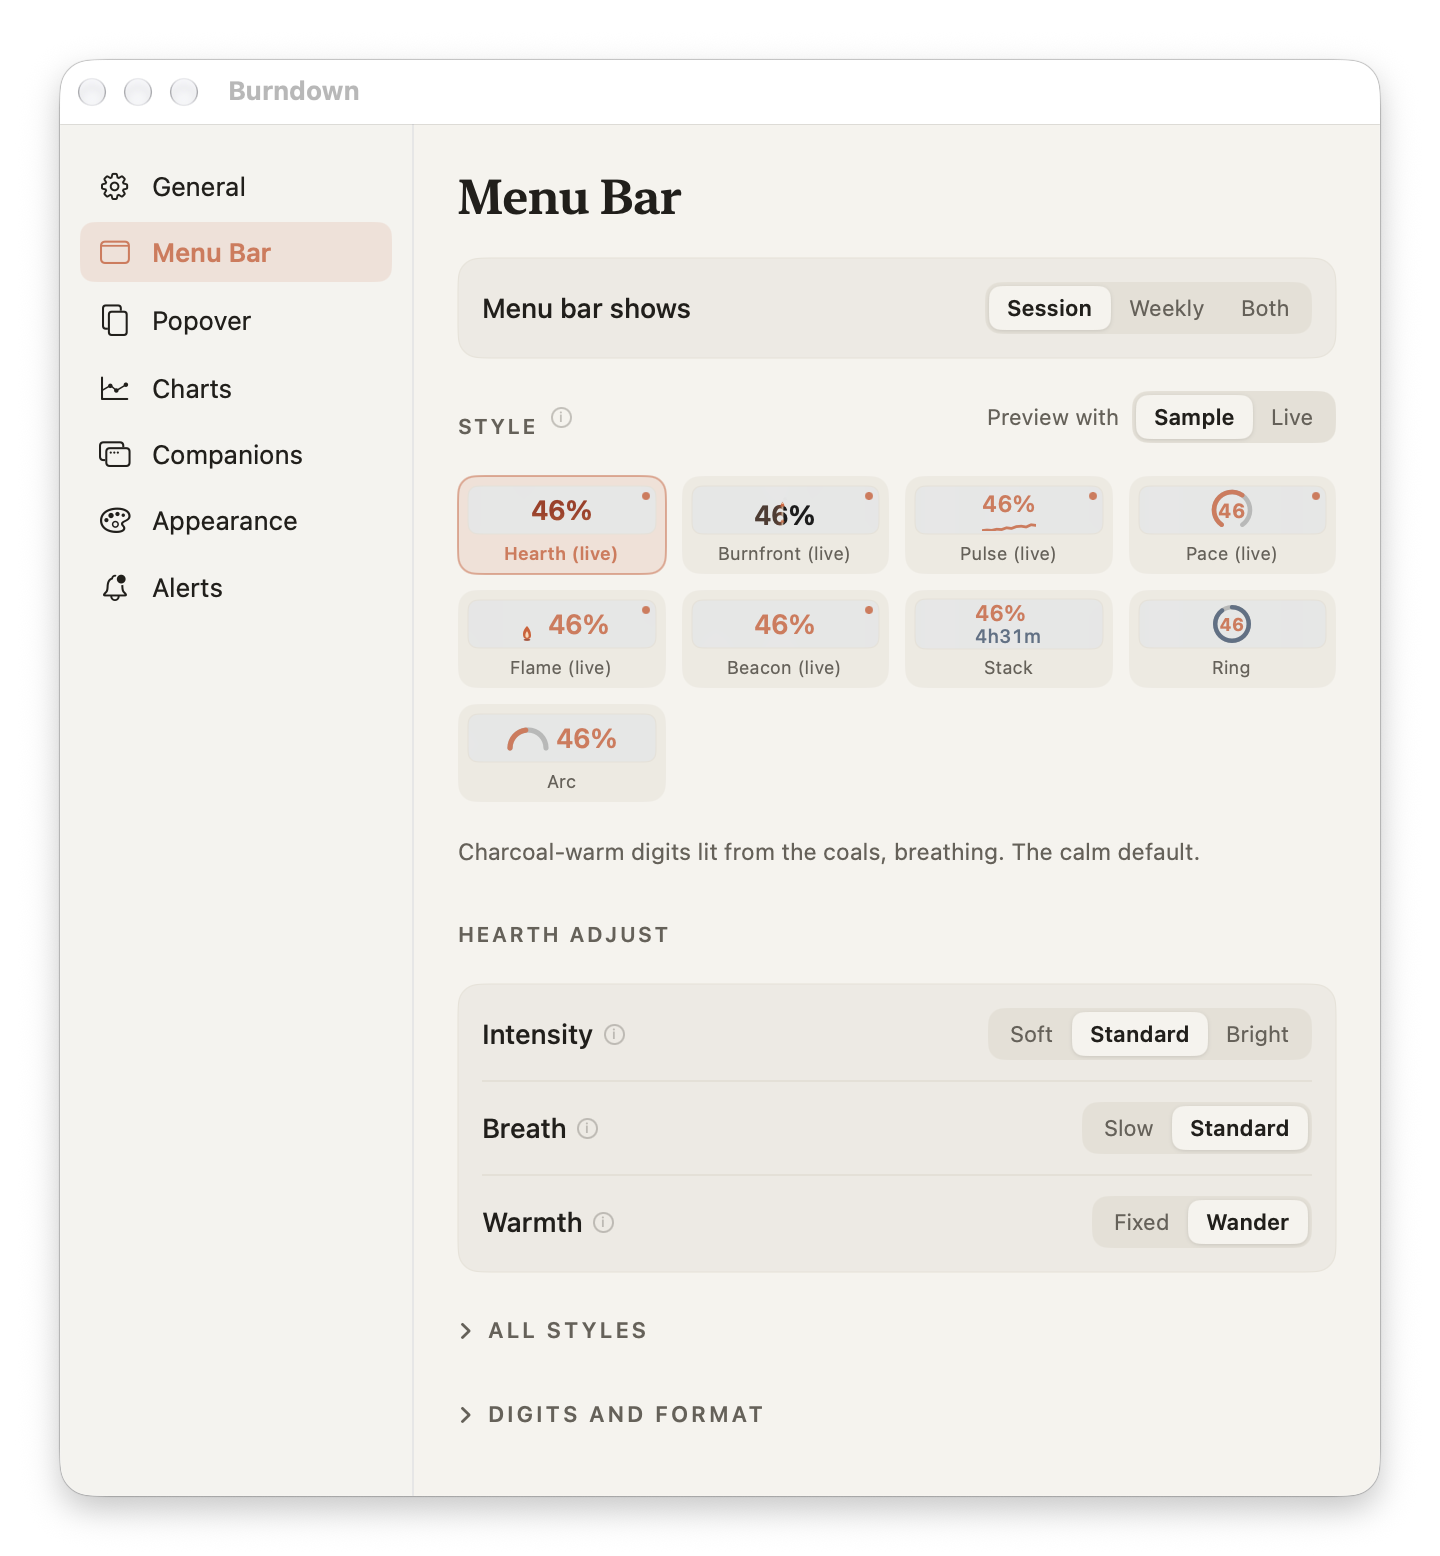 Burndown
General
Menu Bar
Popover
Charts
Companions
Appearance
Alerts
Menu Bar
Menu bar shows
Session Weekly Both
STYLE
Preview with Sample Live
46%
Hearth (live)
46%
Burnfront (live)
46%
Pulse (live)
46
Pace (live)
46%
Flame (live)
46%
Beacon (live)
46%
4h31m
Stack
46
Ring
46%
Arc
Charcoal-warm digits lit from the coals, breathing. The calm default.
HEARTH ADJUST
Intensity
Soft Standard Bright
Breath
Slow Standard
Warmth
Fixed Wander
ALL STYLES
DIGITS AND FORMAT